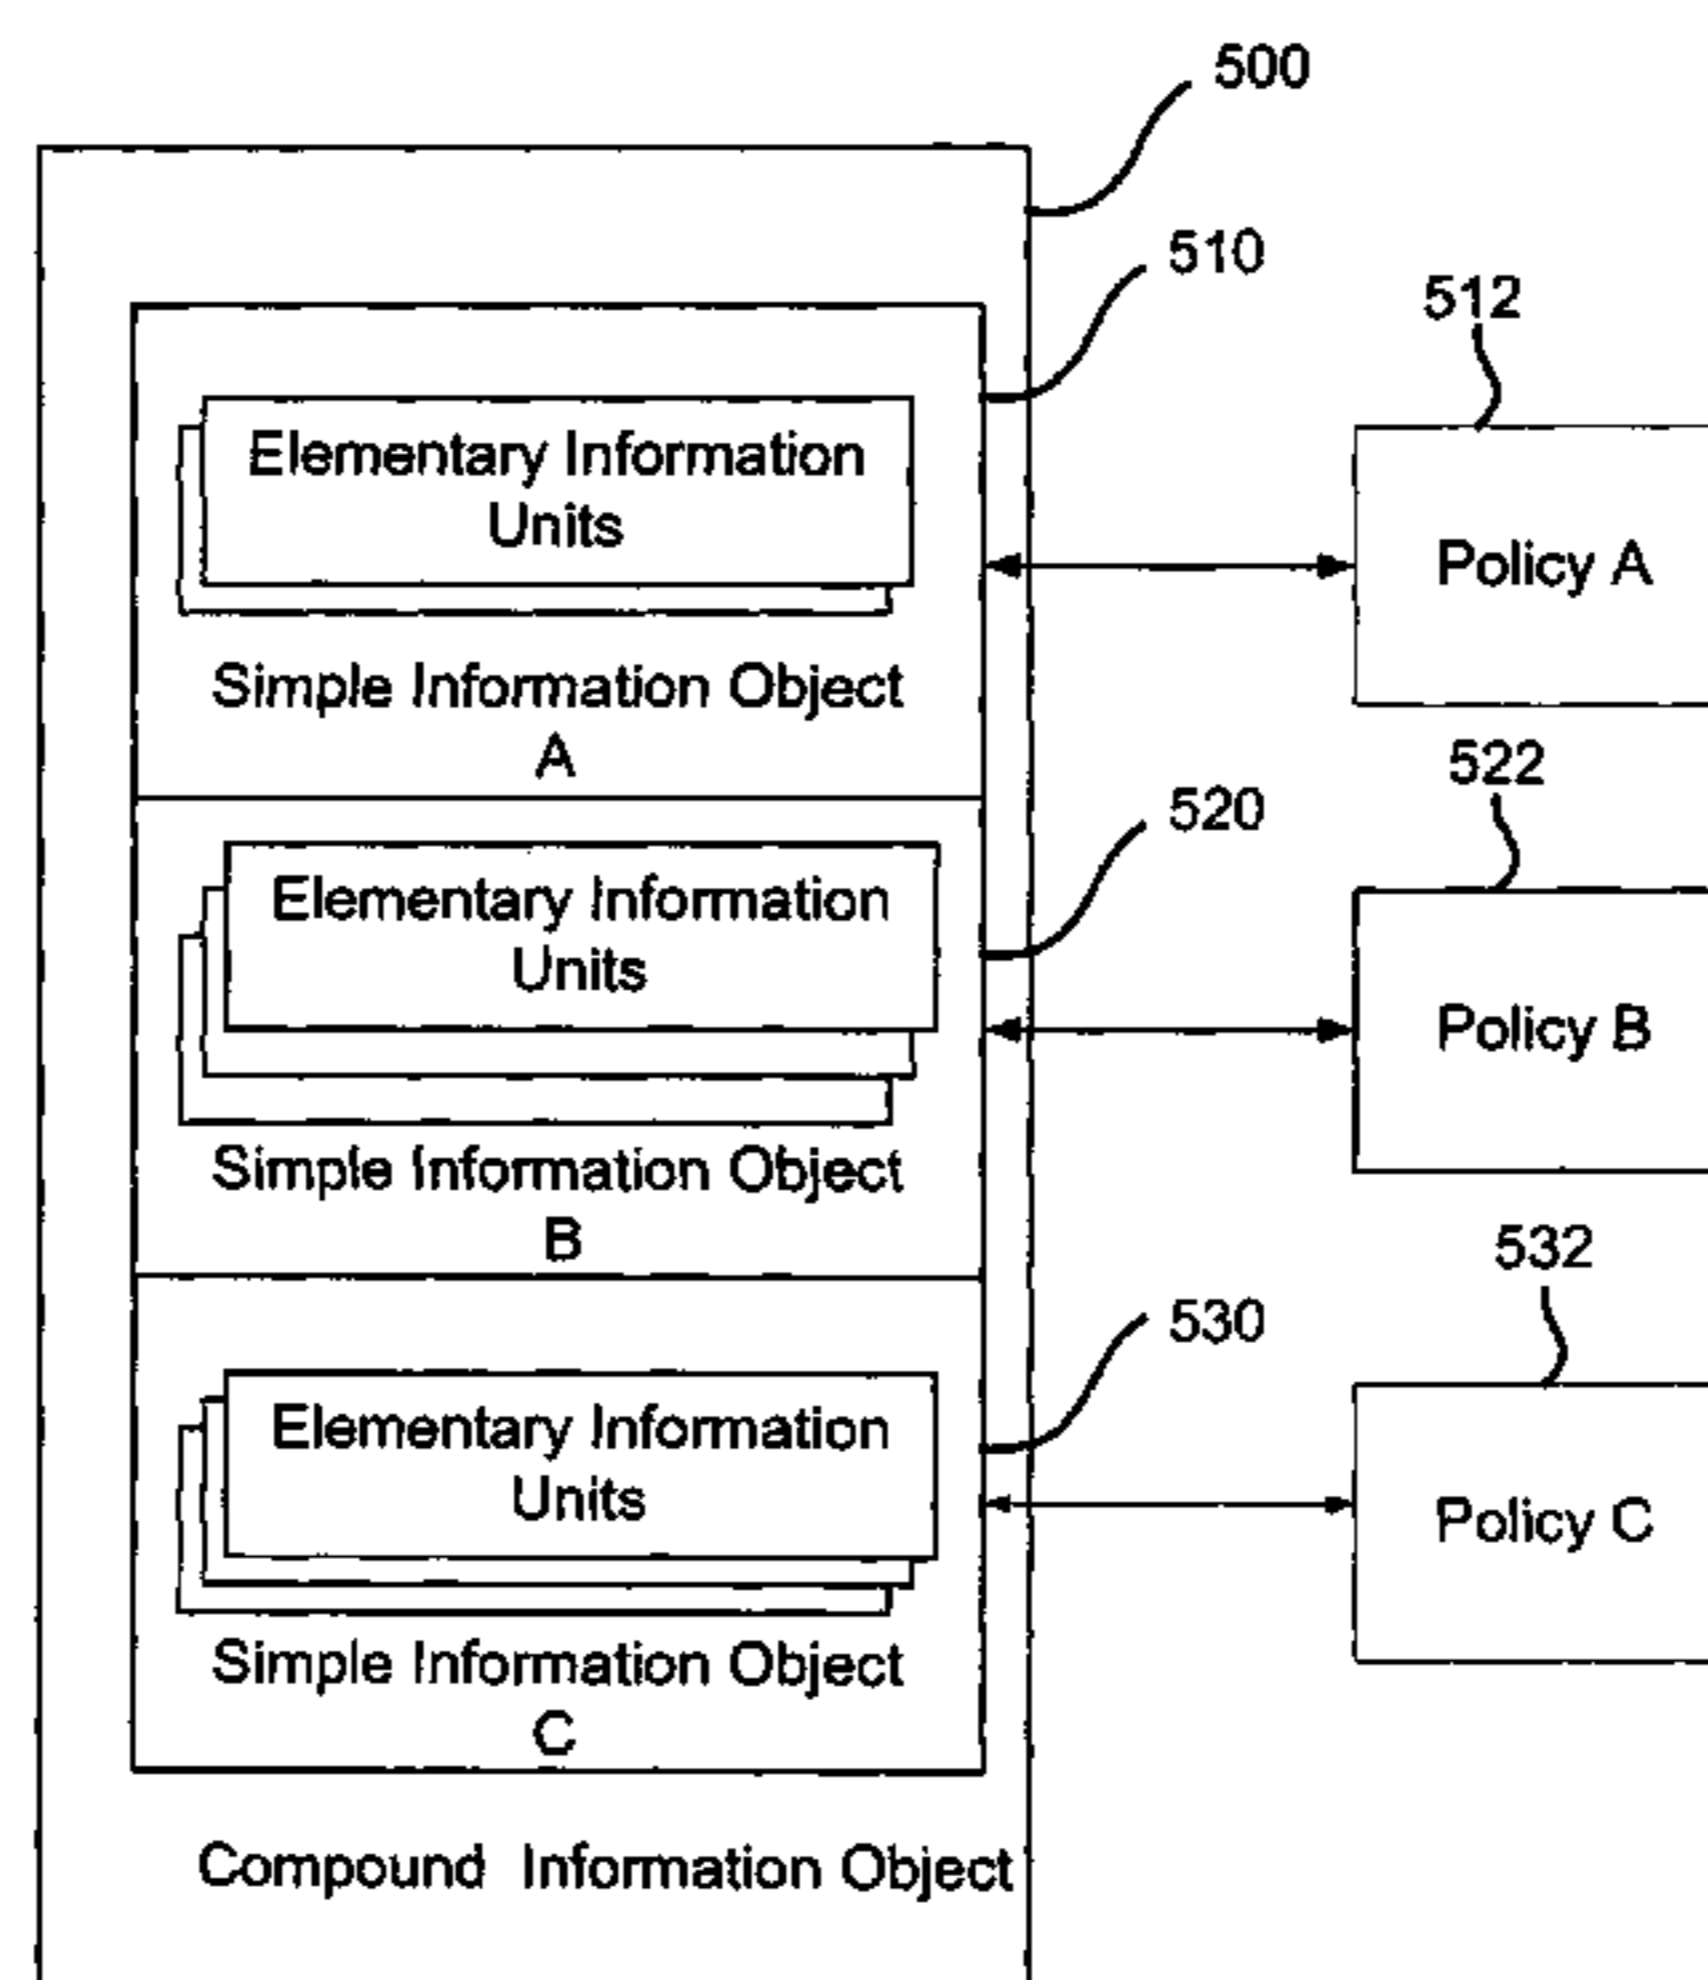 500
510
512
Elementary Information
Units
Policy A
Simple Information Object
A
522
520
Elementary Information
Units
Policy B
Simple Information Object
B
532
530
Elementary Information
Units
Policy C
Simple Information Object
C
Compound Information Object